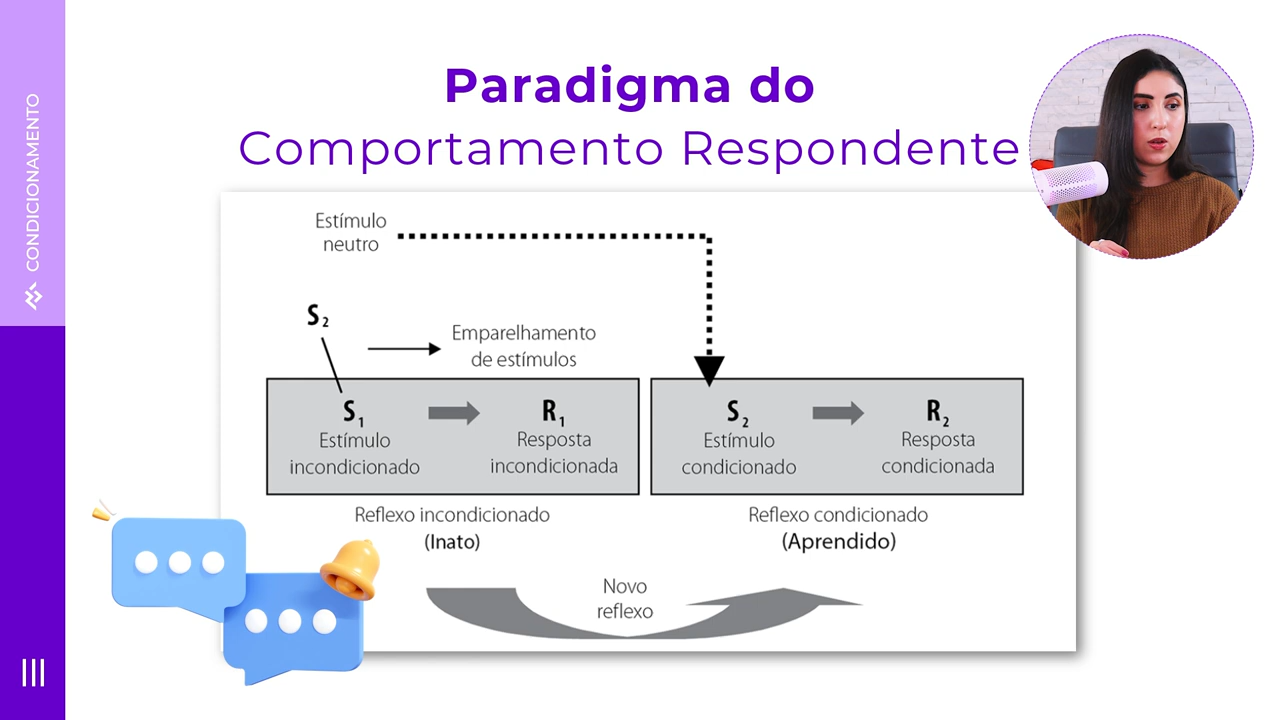 CONDICIONAMENTO
Paradigma do
Comportamento Respondente
Estímulo
neutro
S2
Emparelhamento
de estímulos
S1
Estímulo
incondicionado
R1
Resposta
incondicionada
S2
Estímulo
condicionado
R2
Resposta
condicionada
Reflexo incondicionado
(Inato)
Reflexo condicionado
(Aprendido)
Novo
reflexo